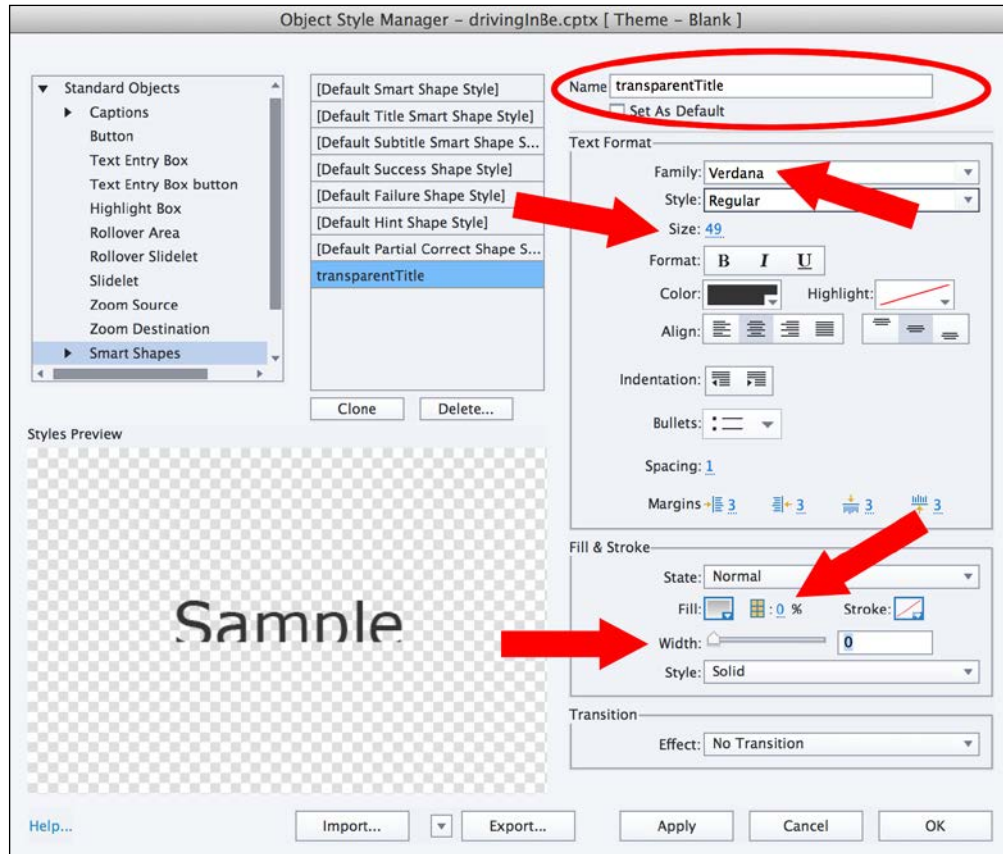 Object Style Manager - drivingInBe.cptx [ Theme - Blank ]
Standard Objects
Captions
Button
Text Entry Box
Text Entry Box button
Highlight Box
Rollover Area
Rollover Slidelet
Slidelet
Zoom Source
Zoom Destination
Smart Shapes
[Default Smart Shape Style]
[Default Title Smart Shape Style]
[Default Subtitle Smart Shape S...
[Default Success Shape Style]
[Default Failure Shape Style]
[Default Hint Shape Style]
[Default Partial Correct Shape S...
transparentTitle
Clone Delete...
Styles Preview
Sample
Name transparentTitle
Set As Default
Text Format
Family: Verdana
Style: Regular
Size: 49
Format: B I U
Color: Highlight:
Align:
Indentation:
Bullets:
Spacing: 1
Margins 3 3 3 3
Fill & Stroke
State: Normal
Fill: : 0 % Stroke:
Width: 0
Style: Solid
Transition
Effect: No Transition
Help... Import... Export... Apply Cancel OK